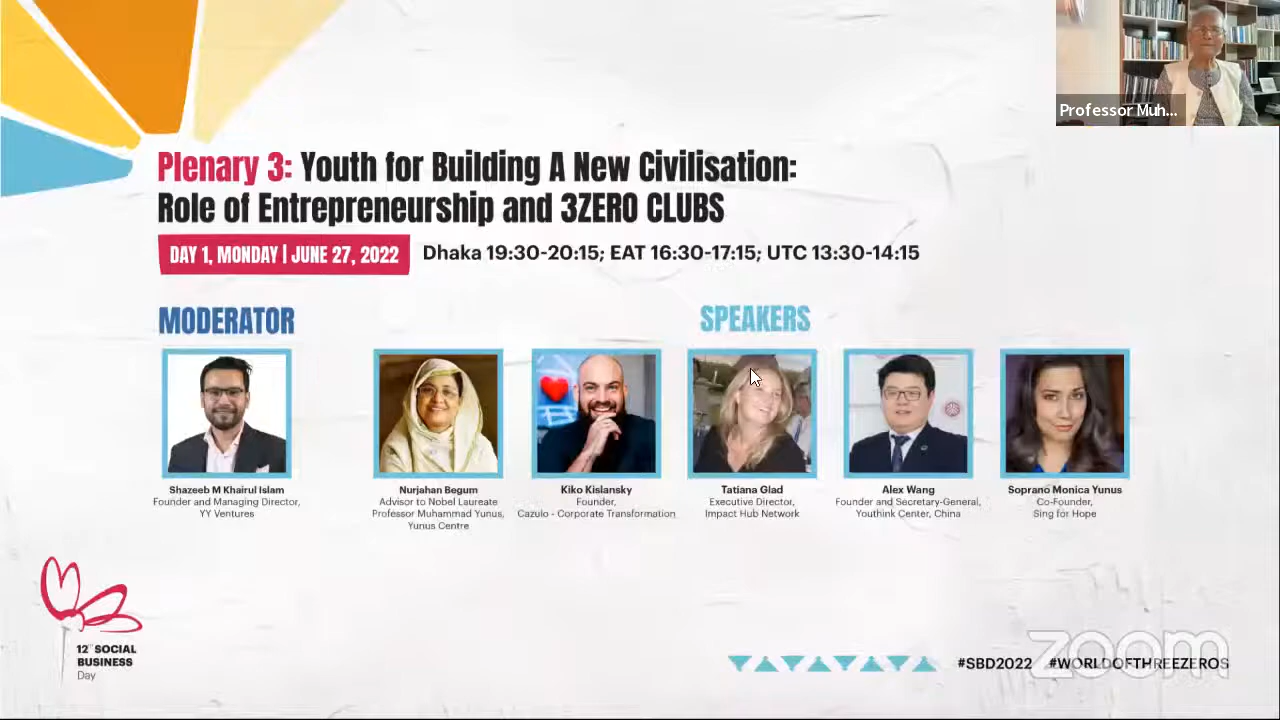 Professor Muh...
Plenary 3: Youth for Building A New Civilisation:
Role of Entrepreneurship and 3ZERO CLUBS
DAY 1, MONDAY | JUNE 27, 2022
Dhaka 19:30-20:15; EAT 16:30-17:15; UTC 13:30-14:15
MODERATOR
SPEAKERS
Shazeeb M Khairul Islam
Founder and Managing Director,
YY Ventures
Nurjahan Begum
Advisor to Nobel Laureate
Professor Muhammad Yunus,
Yunus Centre
Kiko Kislansky
Founder,
Cazulo - Corporate Transformation
Tatiana Glad
Executive Director,
Impact Hub Network
Alex Wang
Founder and Secretary-General,
Youthink Center, China
Soprano Monica Yunus
Co-Founder,
Sing for Hope
12 SOCIAL
BUSINESS
Day
#SBD2022 #WORLDOFTHREEZEROS
zoom